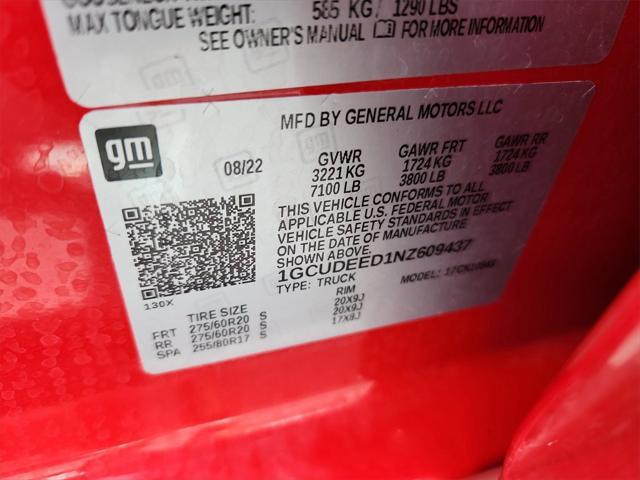 MAX TONGUE WEIGHT: 585 KG / 1290 LBS
SEE OWNER'S MANUAL FOR MORE INFORMATION
MFD BY GENERAL MOTORS LLC
gm
08/22
GVWR GAWR FRT GAWR RR
3221 KG 1724 KG 1724 KG
7100 LB 3800 LB 3800 LB
THIS VEHICLE CONFORMS TO ALL
APPLICABLE U.S. FEDERAL MOTOR
VEHICLE SAFETY STANDARDS IN EFFECT
ON THE DATE OF MANUFACTURE
1GCUDEED1NZ609437
TYPE: TRUCK MODEL:
130X
TIRE SIZE RIM
FRT 275/60R20 S 20X9J
RR 275/60R20 S 20X9J
SPA 255/80R17 S 17X8J